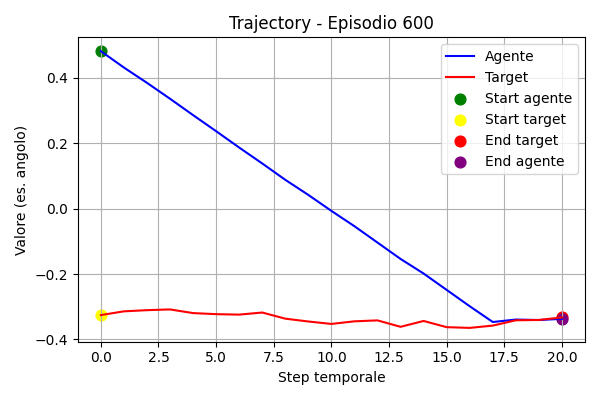 Trajectory - Episodio 600
Valore (es. angolo)
0.4
0.2
0.0
−0.2
−0.4
Agente
Target
Start agente
Start target
End target
End agente
0.0 2.5 5.0 7.5 10.0 12.5 15.0 17.5 20.0
Step temporale